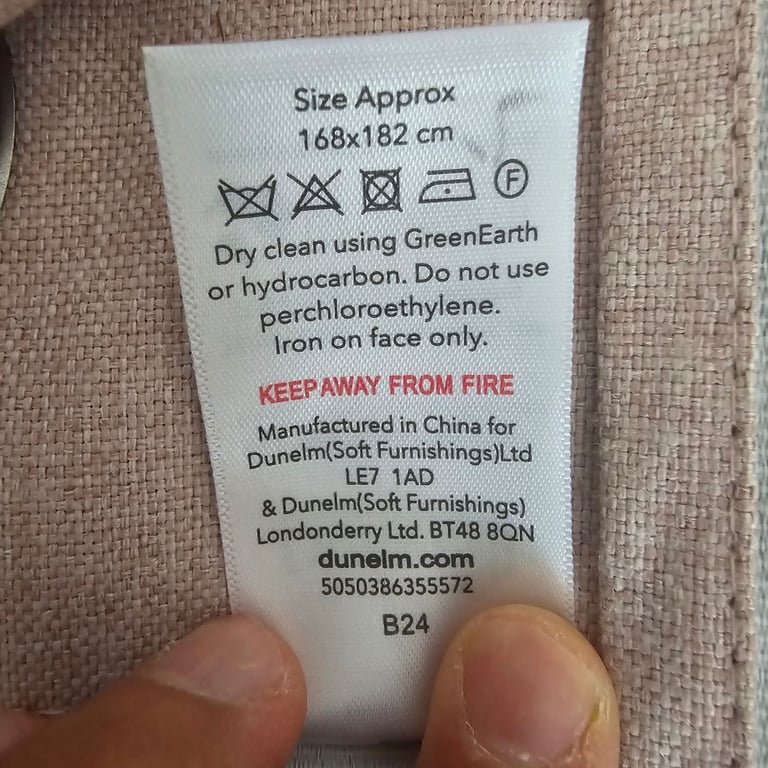 Size Approx
168x182 cm
F
Dry clean using GreenEarth
or hydrocarbon. Do not use
perchloroethylene.
Iron on face only.
KEEP AWAY FROM FIRE
Manufactured in China for
Dunelm(Soft Furnishings)Ltd
LE7 1AD
& Dunelm(Soft Furnishings)
Londonderry Ltd. BT48 8QN
dunelm.com
5050386355572
B24